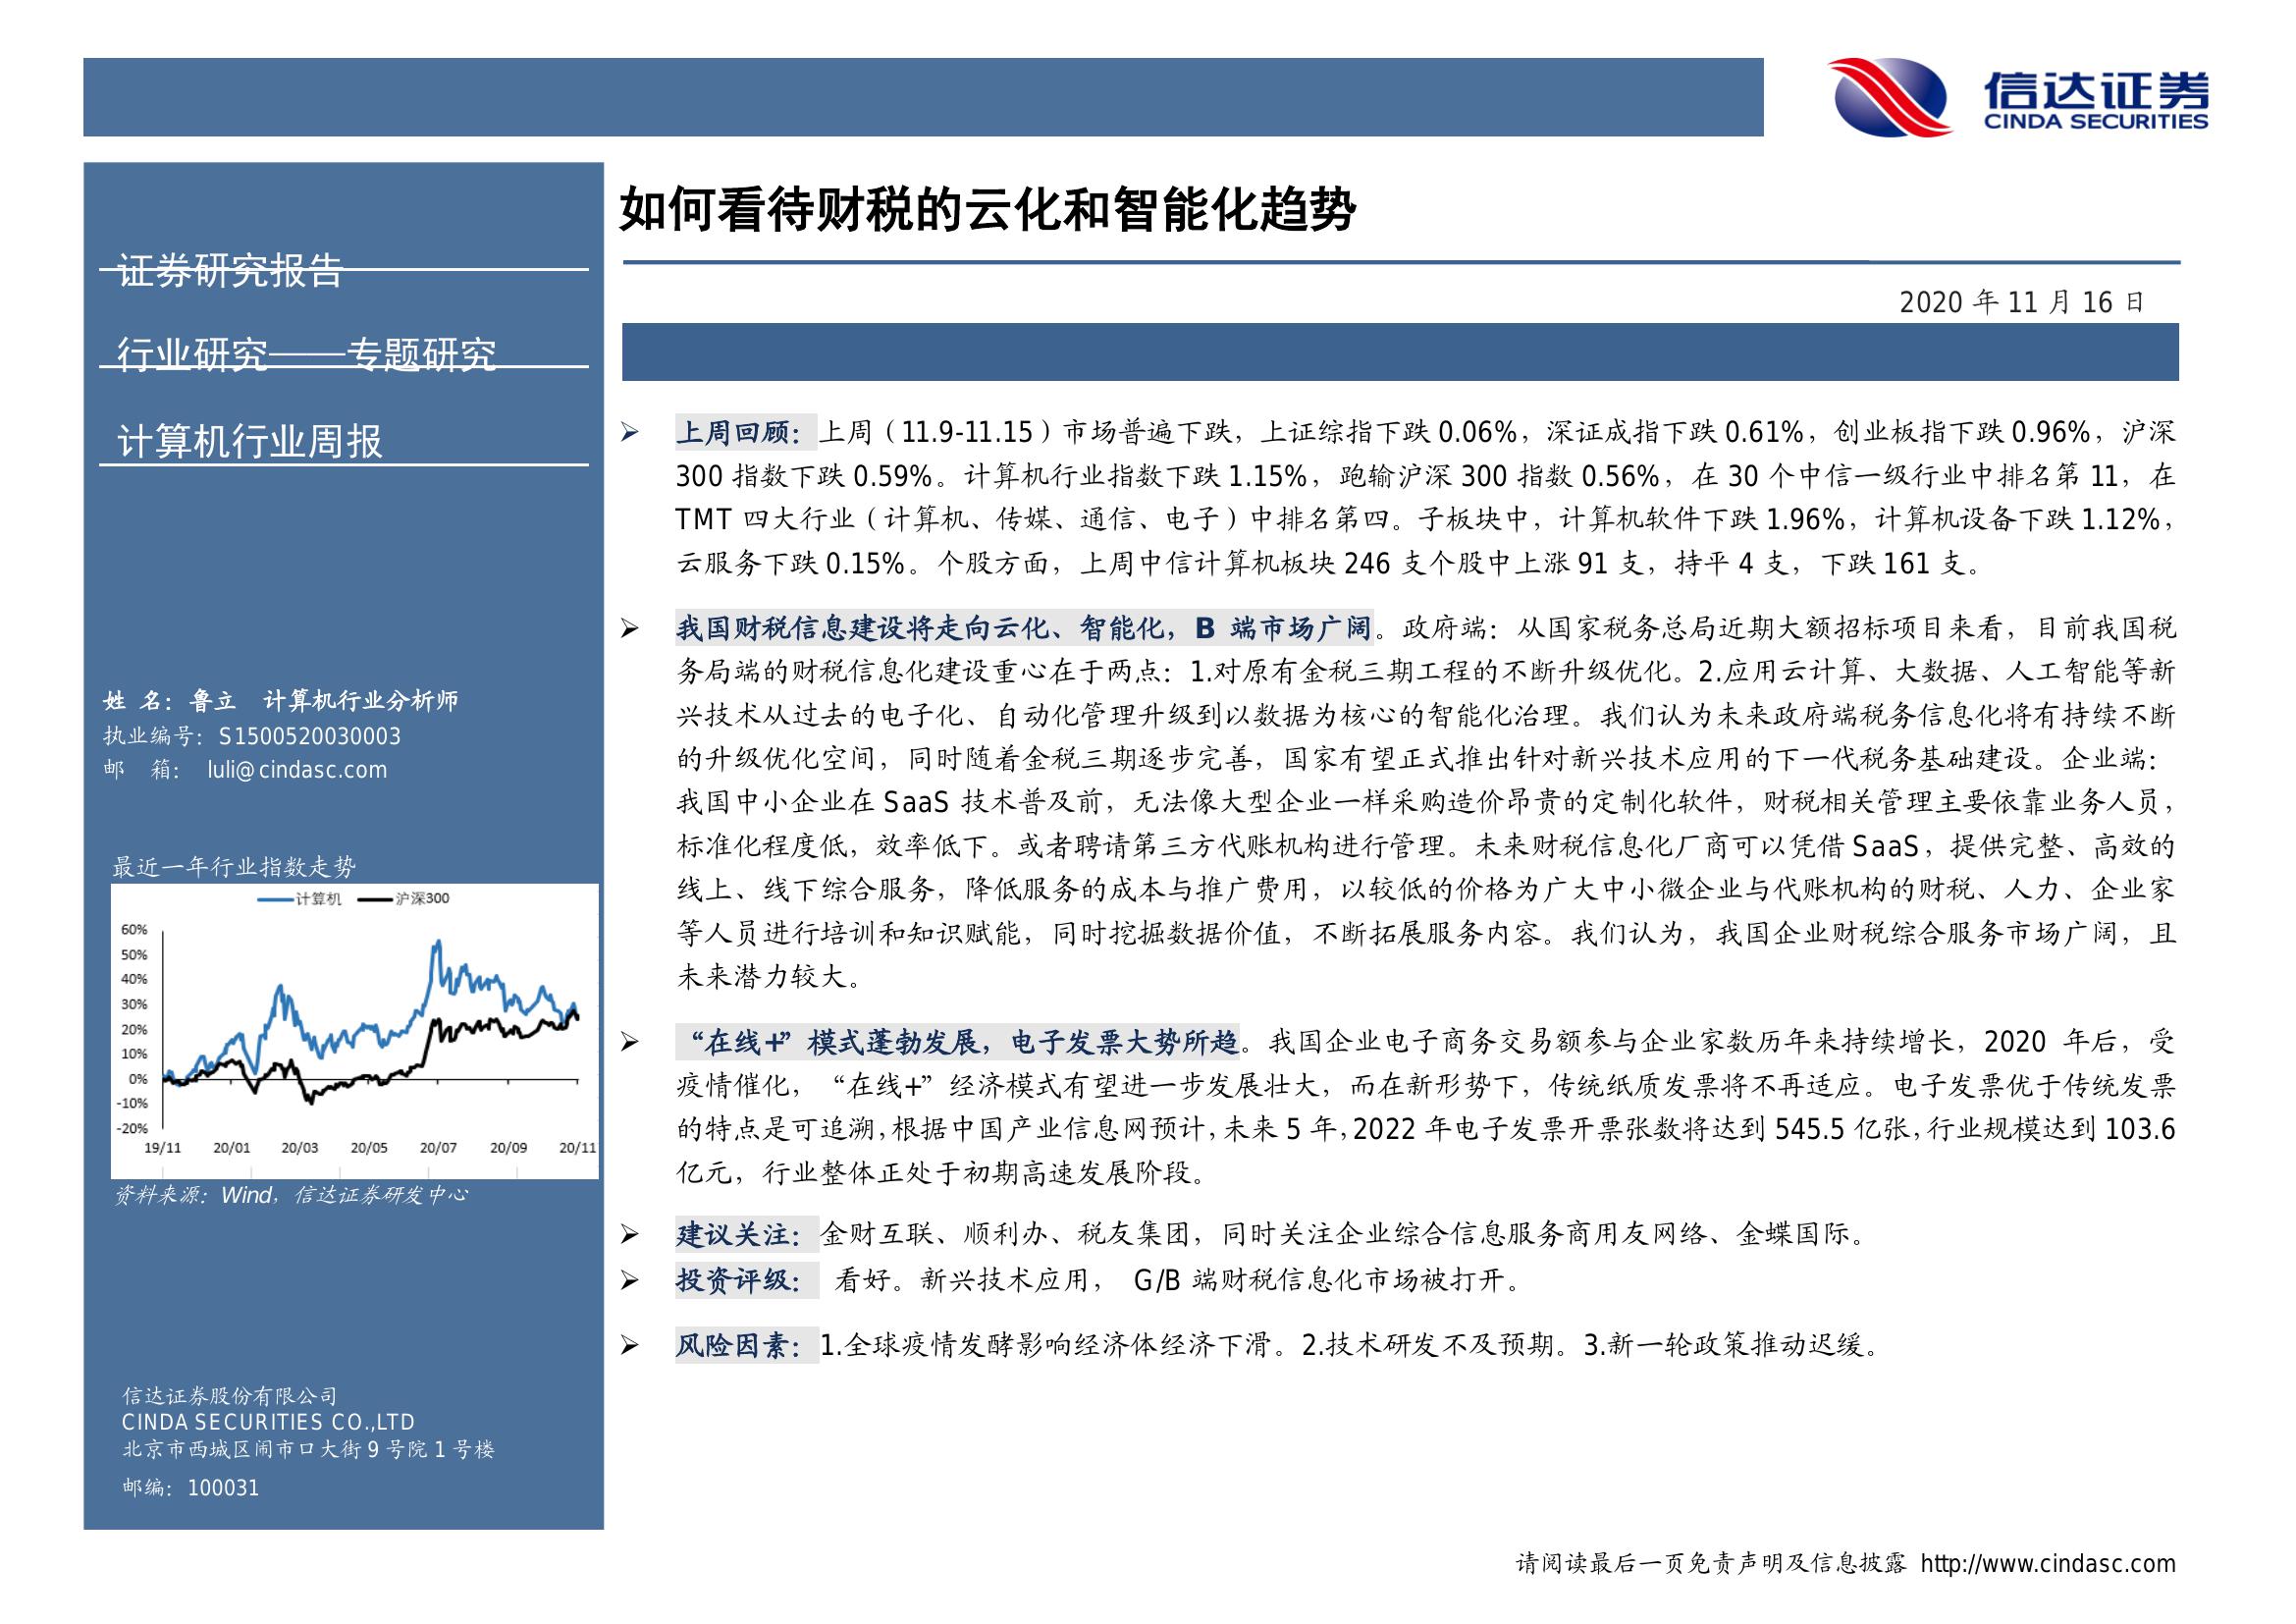 信达证券
CINDA SECURITIES
证券研究报告
行业研究——专题研究
计算机行业周报
姓 名：鲁立 计算机行业分析师
执业编号：S1500520030003
邮 箱： luli@cindasc.com
最近一年行业指数走势
计算机 沪深300
60%
50%
40%
30%
20%
10%
0%
-10%
-20%
19/11 20/01 20/03 20/05 20/07 20/09 20/11
资料来源：Wind，信达证券研发中心
信达证券股份有限公司
CINDA SECURITIES CO.,LTD
北京市西城区闹市口大街9号院1号楼
邮编：100031
如何看待财税的云化和智能化趋势
2020 年 11 月 16 日
➢ 上周回顾：上周（11.9-11.15）市场普遍下跌，上证综指下跌 0.06%，深证成指下跌 0.61%，创业板指下跌 0.96%，沪深
300 指数下跌 0.59%。计算机行业指数下跌 1.15%，跑输沪深 300 指数 0.56%，在 30 个中信一级行业中排名第 11，在
TMT 四大行业（计算机、传媒、通信、电子）中排名第四。子板块中，计算机软件下跌 1.96%，计算机设备下跌 1.12%，
云服务下跌 0.15%。个股方面，上周中信计算机板块 246 支个股中上涨 91 支，持平 4 支，下跌 161 支。
➢ 我国财税信息建设将走向云化、智能化，B 端市场广阔。政府端：从国家税务总局近期大额招标项目来看，目前我国税
务局端的财税信息化建设重心在于两点：1.对原有金税三期工程的不断升级优化。2.应用云计算、大数据、人工智能等新
兴技术从过去的电子化、自动化管理升级到以数据为核心的智能化治理。我们认为未来政府端税务信息化将有持续不断
的升级优化空间，同时随着金税三期逐步完善，国家有望正式推出针对新兴技术应用的下一代税务基础建设。企业端：
我国中小企业在 SaaS 技术普及前，无法像大型企业一样采购造价昂贵的定制化软件，财税相关管理主要依靠业务人员，
标准化程度低，效率低下。或者聘请第三方代账机构进行管理。未来财税信息化厂商可以凭借 SaaS，提供完整、高效的
线上、线下综合服务，降低服务的成本与推广费用，以较低的价格为广大中小微企业与代账机构的财税、人力、企业家
等人员进行培训和知识赋能，同时挖掘数据价值，不断拓展服务内容。我们认为，我国企业财税综合服务市场广阔，且
未来潜力较大。
➢ “在线+”模式蓬勃发展，电子发票大势所趋。我国企业电子商务交易额参与企业家数历年来持续增长，2020 年后，受
疫情催化，“在线+”经济模式有望进一步发展壮大，而在新形势下，传统纸质发票将不再适应。电子发票优于传统发票
的特点是可追溯,根据中国产业信息网预计,未来 5 年,2022 年电子发票开票张数将达到 545.5 亿张,行业规模达到 103.6
亿元，行业整体正处于初期高速发展阶段。
➢ 建议关注：金财互联、顺利办、税友集团，同时关注企业综合信息服务商用友网络、金蝶国际。
➢ 投资评级： 看好。新兴技术应用， G/B 端财税信息化市场被打开。
➢ 风险因素：1.全球疫情发酵影响经济体经济下滑。2.技术研发不及预期。3.新一轮政策推动迟缓。
请阅读最后一页免责声明及信息披露 http://www.cindasc.com